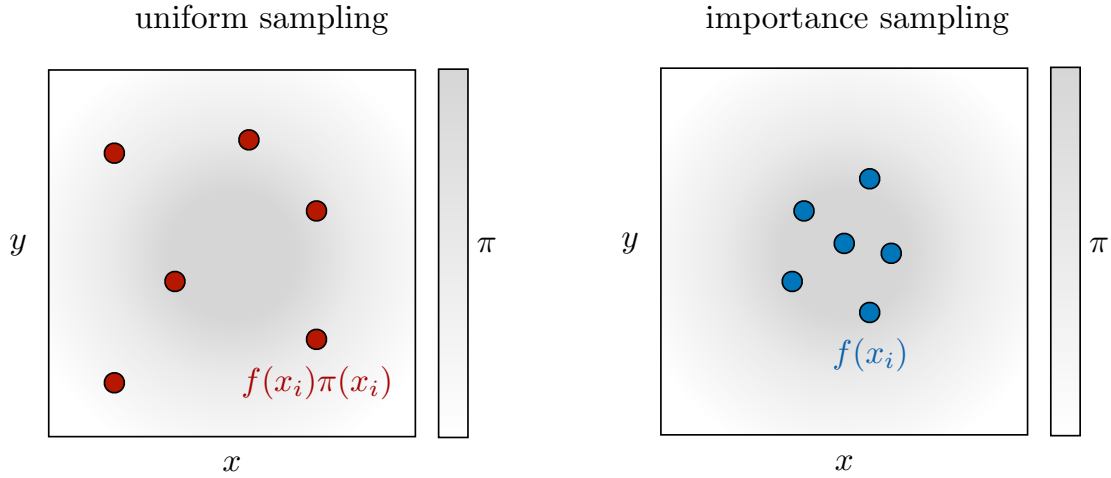 uniform sampling
y
π
f(x_i)π(x_i)
x
importance sampling
y
π
f(x_i)
x